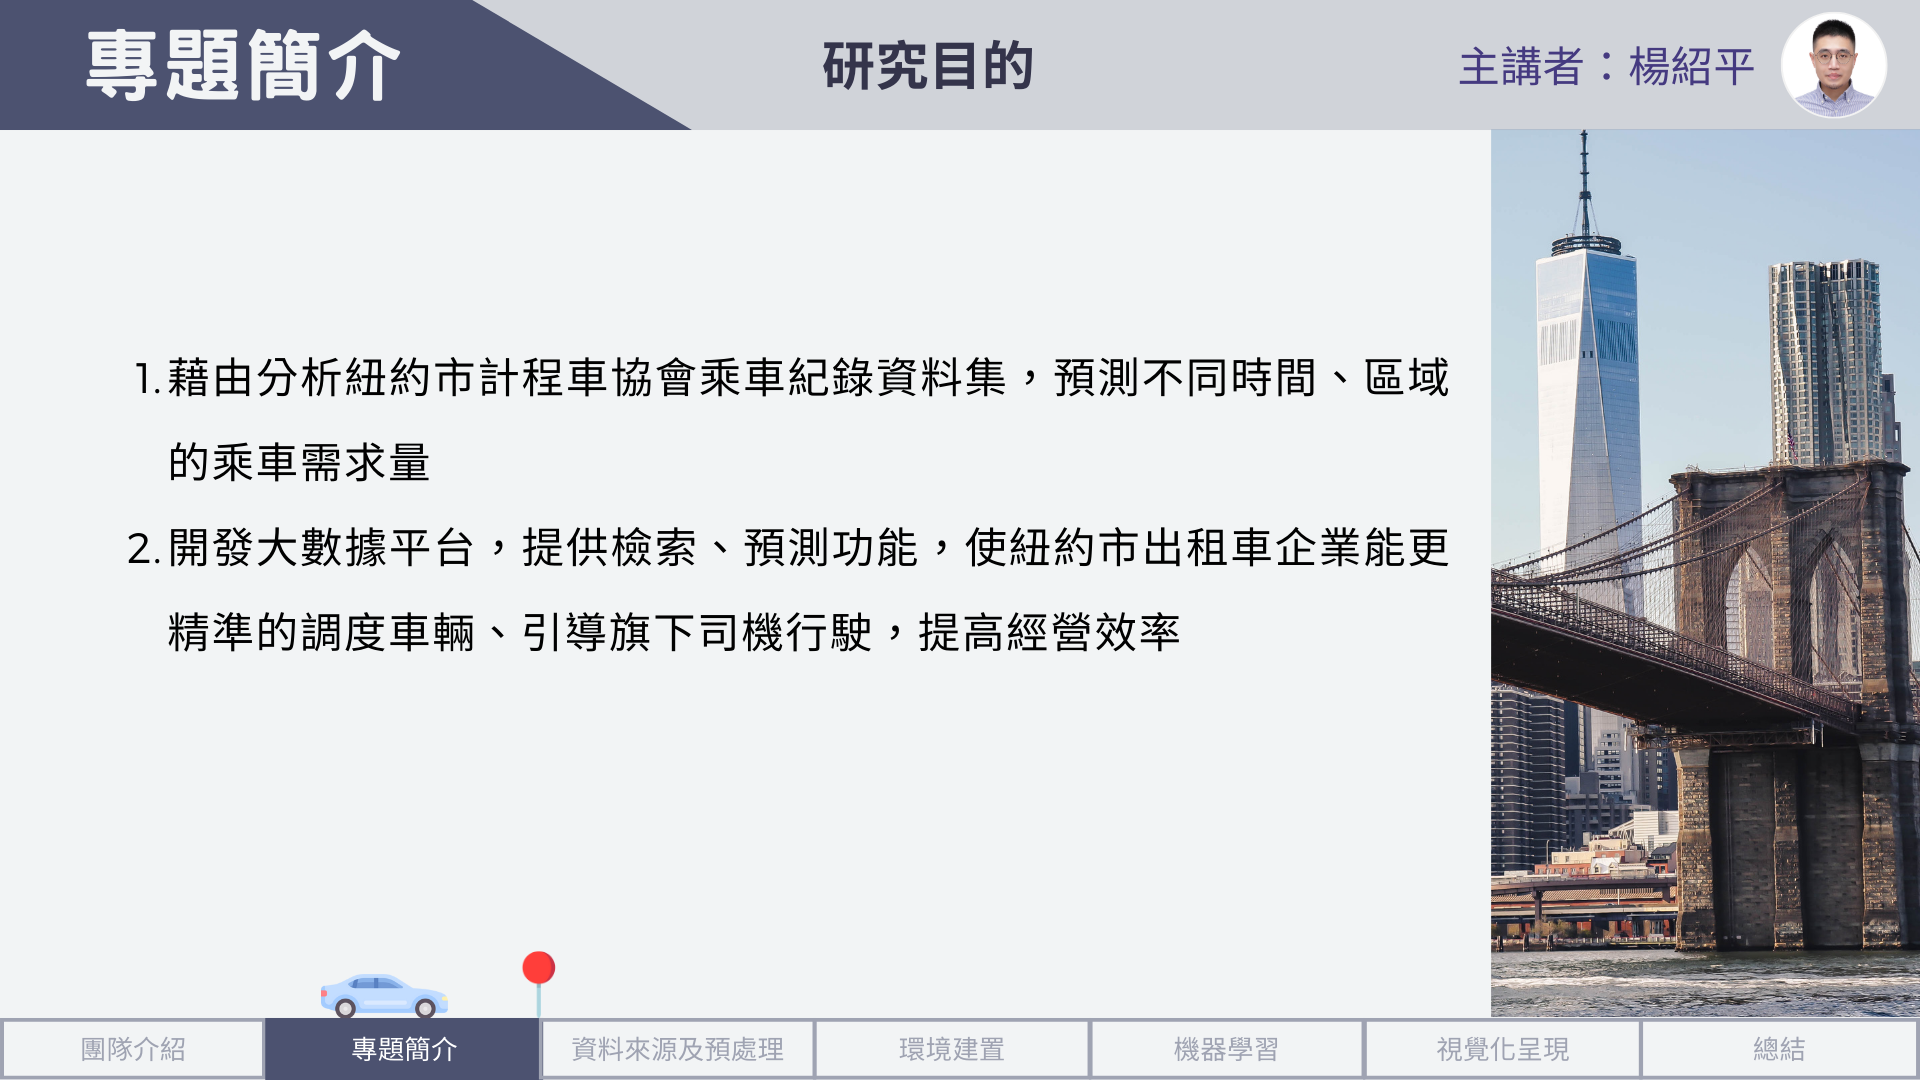 專題簡介
研究目的
主講者：楊紹平
1. 藉由分析紐約市計程車協會乘車紀錄資料集，預測不同時間、區域
的乘車需求量
2. 開發大數據平台，提供檢索、預測功能，使紐約市出租車企業能更
精準的調度車輛、引導旗下司機行駛，提高經營效率
團隊介紹
專題簡介
資料來源及預處理
環境建置
機器學習
視覺化呈現
總結